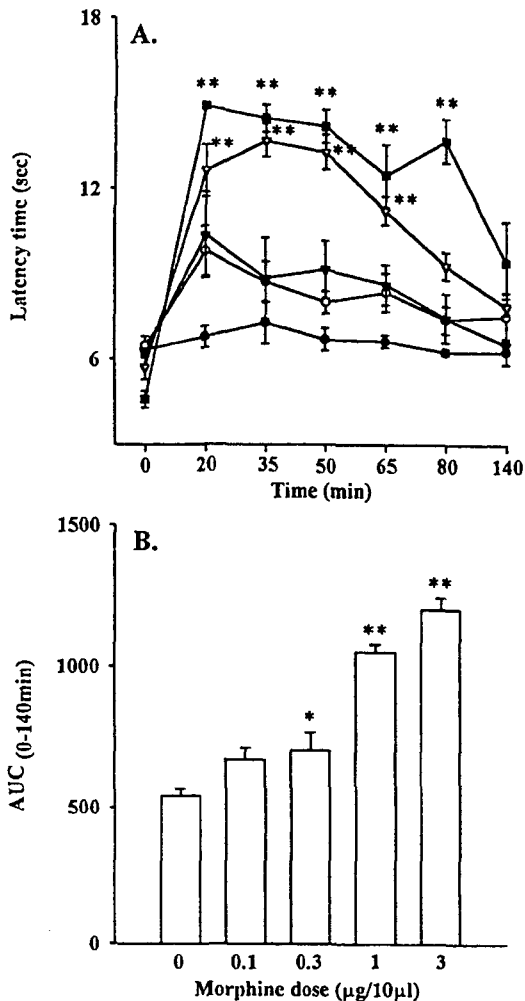 A.
18
12
6
Latency time (sec)
** ** ** ** **
** ** ** **
0 20 35 50 65 80 140
Time (min)
B.
1500
1000
500
0
AUC (0-140min)
* ** **
0 0.1 0.3 1 3
Morphine dose (μg/10μl)